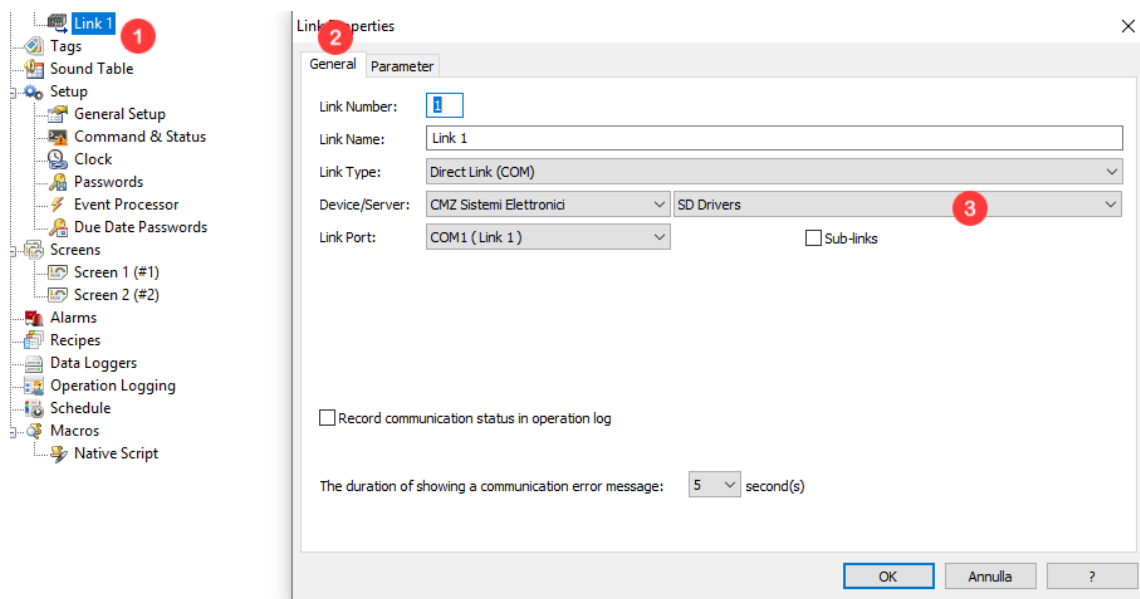 Link 1
1
Tags
Sound Table
Setup
General Setup
Command & Status
Clock
Passwords
Event Processor
Due Date Passwords
Screens
Screen 1 (#1)
Screen 2 (#2)
Alarms
Recipes
Data Loggers
Operation Logging
Schedule
Macros
Native Script
Link Properties
2
General Parameter
Link Number: 1
Link Name: Link 1
Link Type: Direct Link (COM)
Device/Server: CMZ Sistemi Elettronici SD Drivers 3
Link Port: COM1 ( Link 1 ) Sub-links
Record communication status in operation log
The duration of showing a communication error message: 5 second(s)
OK Annulla ?